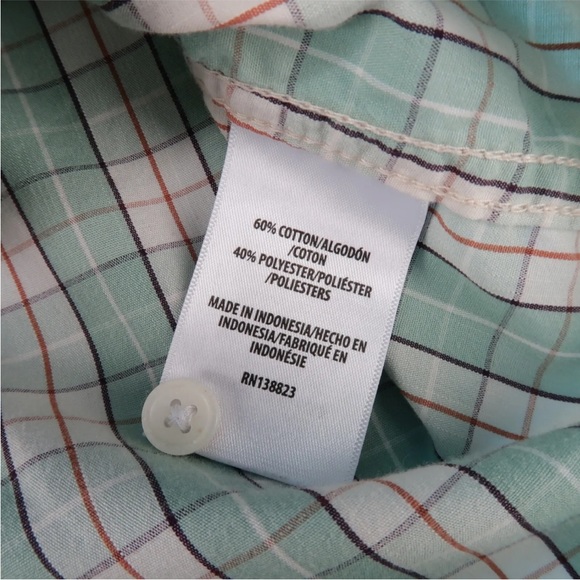 60% COTTON/ALGODÓN
/COTON
40% POLYESTER/POLIÉSTER
/POLIESTERS
MADE IN INDONESIA/HECHO EN
INDONESIA/FABRIQUÉ EN
INDONÉSIE
RN138823